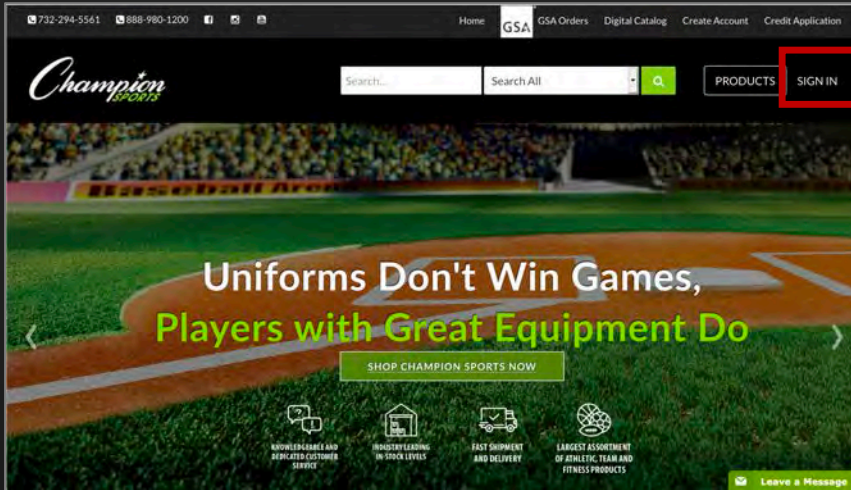 732-294-5561 888-980-1200 Home GSA GSA Orders Digital Catalog Create Account Credit Application
Champion SPORTS
Search... Search All PRODUCTS SIGN IN
Baseball
Uniforms Don't Win Games,
Players with Great Equipment Do
SHOP CHAMPION SPORTS NOW
KNOWLEDGEABLE AND
DEDICATED CUSTOMER
SERVICE
INDUSTRY LEADING
IN-STOCK LEVELS
FAST SHIPMENT
AND DELIVERY
LARGEST ASSORTMENT
OF ATHLETIC, TEAM AND
FITNESS PRODUCTS
Leave a Message